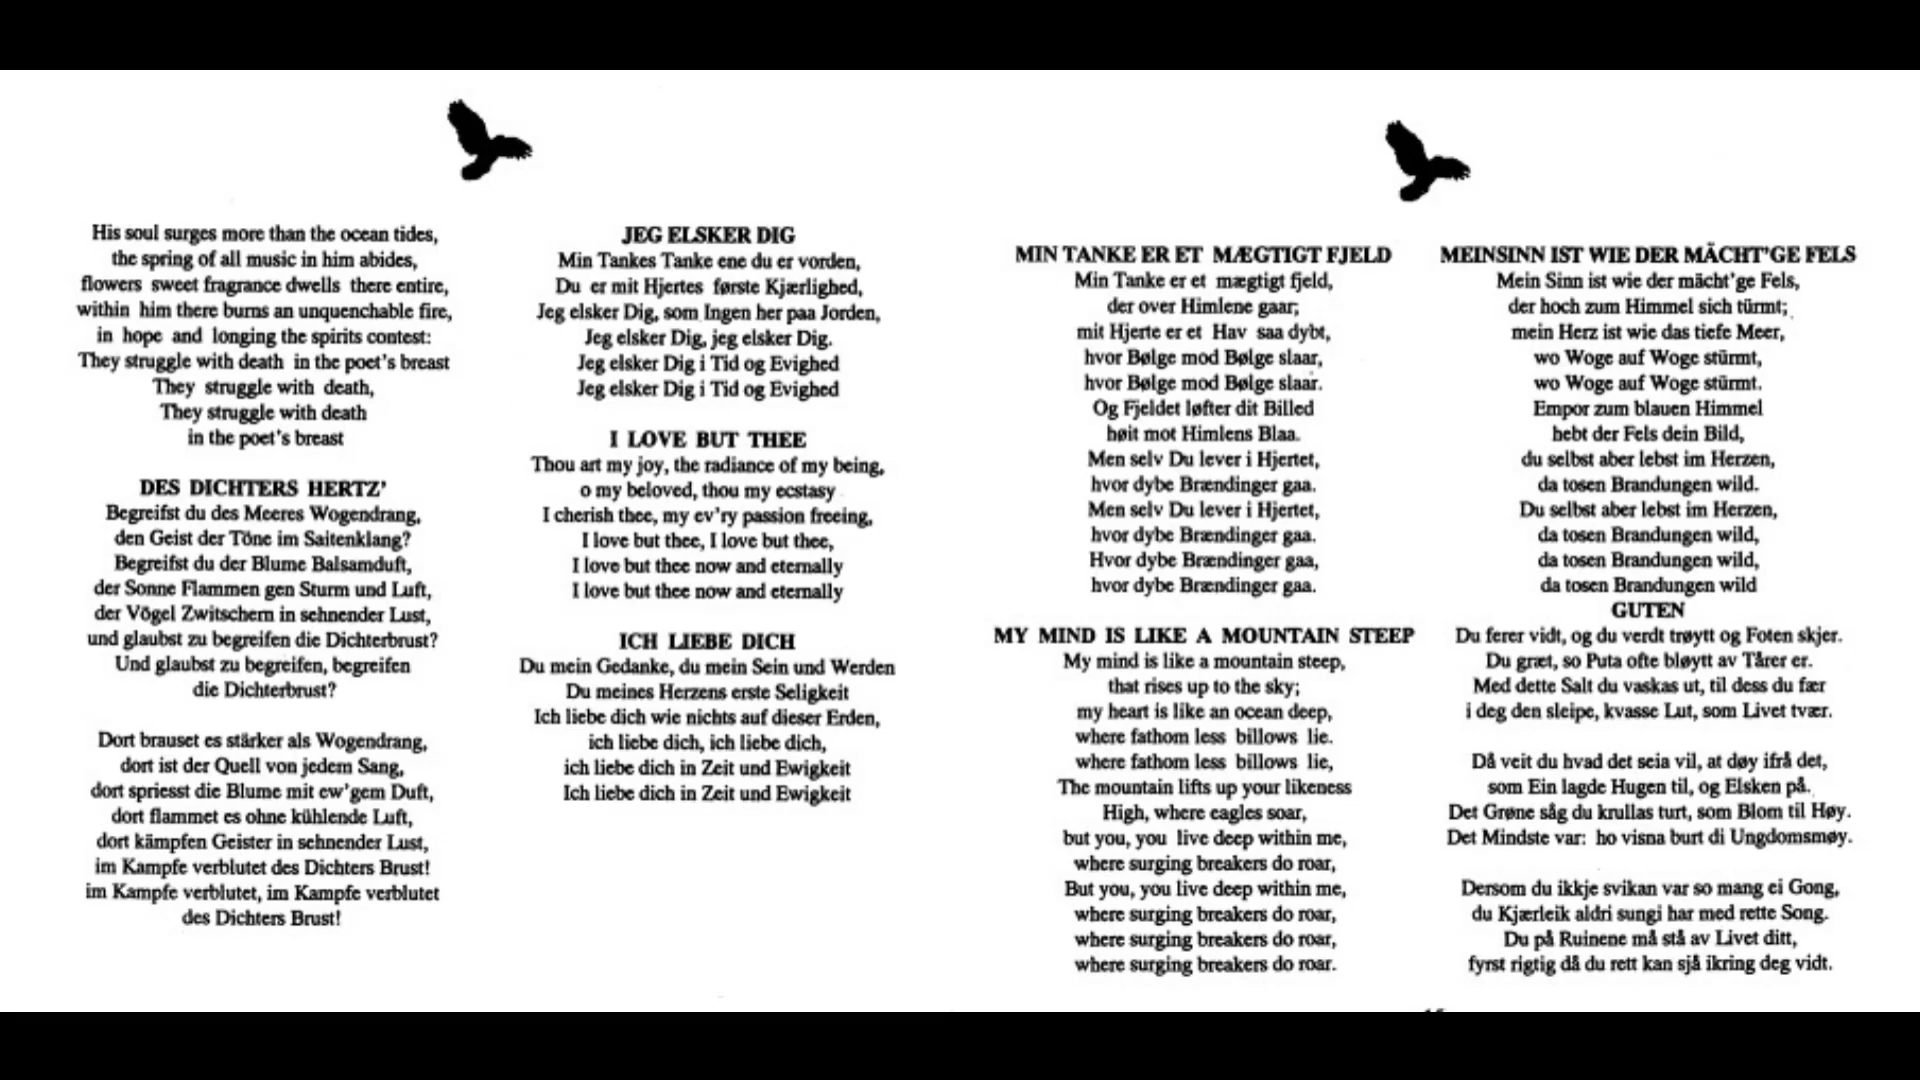 His soul surges more than the ocean tides,
the spring of all music in him abides,
flowers sweet fragrance dwells there entire,
within him there burns an unquenchable fire,
in hope and longing the spirits contest:
They struggle with death in the poet's breast
They struggle with death,
They struggle with death
in the poet's breast
DES DICHTERS HERTZ'
Begreifst du des Meeres Wogendrang,
den Geist der Töne im Saitenklang?
Begreifst du der Blume Balsamduft,
der Sonne Flammen gen Sturm und Luft,
der Vögel Zwitschern in sehnender Lust,
und glaubst zu begreifen die Dichterbrust?
Und glaubst zu begreifen, begreifen
die Dichterbrust?
Dort brauset es stärker als Wogendrang,
dort ist der Quell von jedem Sang,
dort spriesst die Blume mit ew'gem Duft,
dort flammet es ohne kühlende Luft,
dort kämpfen Geister in sehnender Lust,
im Kampfe verblutet des Dichters Brust!
im Kampfe verblutet, im Kampfe verblutet
des Dichters Brust!
JEG ELSKER DIG
Min Tankes Tanke ene du er vorden,
Du er mit Hjertes første Kjærlighed,
Jeg elsker Dig, som Ingen her paa Jorden,
Jeg elsker Dig, jeg elsker Dig.
Jeg elsker Dig i Tid og Evighed
Jeg elsker Dig i Tid og Evighed
I LOVE BUT THEE
Thou art my joy, the radiance of my being,
o my beloved, thou my ecstasy
I cherish thee, my ev'ry passion freeing,
I love but thee, I love but thee,
I love but thee now and eternally
I love but thee now and eternally
ICH LIEBE DICH
Du mein Gedanke, du mein Sein und Werden
Du meines Herzens erste Seligkeit
Ich liebe dich wie nichts auf dieser Erden,
ich liebe dich, ich liebe dich,
ich liebe dich in Zeit und Ewigkeit
Ich liebe dich in Zeit und Ewigkeit
MIN TANKE ER ET MÆGTIGT FJELD
Min Tanke er et mægtigt fjeld,
der over Himlene gaar;
mit Hjerte er et Hav saa dybt,
hvor Bølge mod Bølge slaar,
hvor Bølge mod Bølge slaar.
Og Fjeldet løfter dit Billed
høit mot Himlens Blaa.
Men selv Du lever i Hjertet,
hvor dybe Brændinger gaa.
Men selv Du lever i Hjertet,
hvor dybe Brændinger gaa.
Hvor dybe Brændinger gaa,
hvor dybe Brændinger gaa.
MY MIND IS LIKE A MOUNTAIN STEEP
My mind is like a mountain steep,
that rises up to the sky;
my heart is like an ocean deep,
where fathom less billows lie.
where fathom less billows lie,
The mountain lifts up your likeness
High, where eagles soar,
but you, you live deep within me,
where surging breakers do roar,
But you, you live deep within me,
where surging breakers do roar,
where surging breakers do roar,
where surging breakers do roar.
MEINSINN IST WIE DER MÄCHT'GE FELS
Mein Sinn ist wie der mächt'ge Fels,
der hoch zum Himmel sich türmt;
mein Herz ist wie das tiefe Meer,
wo Woge auf Woge stürmt,
wo Woge auf Woge stürmt.
Empor zum blauen Himmel
hebt der Fels dein Bild,
du selbst aber lebst im Herzen,
da tosen Brandungen wild.
Du selbst aber lebst im Herzen,
da tosen Brandungen wild,
da tosen Brandungen wild,
da tosen Brandungen wild
GUTEN
Du ferer vidt, og du verdt trøytt og Foten skjer.
Du græt, so Puta ofte bløytt av Tårer er.
Med dette Salt du vaskas ut, til dess du fær
i deg den sleipe, kvasse Lut, som Livet tvær.
Då veit du hvad det seia vil, at døy ifrå det,
som Ein lagde Hugen til, og Elsken på.
Det Grøne såg du krullas turt, som Blom til Høy.
Det Mindste var: ho visna burt di Ungdomsmøy.
Dersom du ikkje svikan var so mang ei Gong,
du Kjærleik aldri sungi har med rette Song.
Du på Ruinene må stå av Livet ditt,
fyrst rigtig då du rett kan sjå ikring deg vidt.